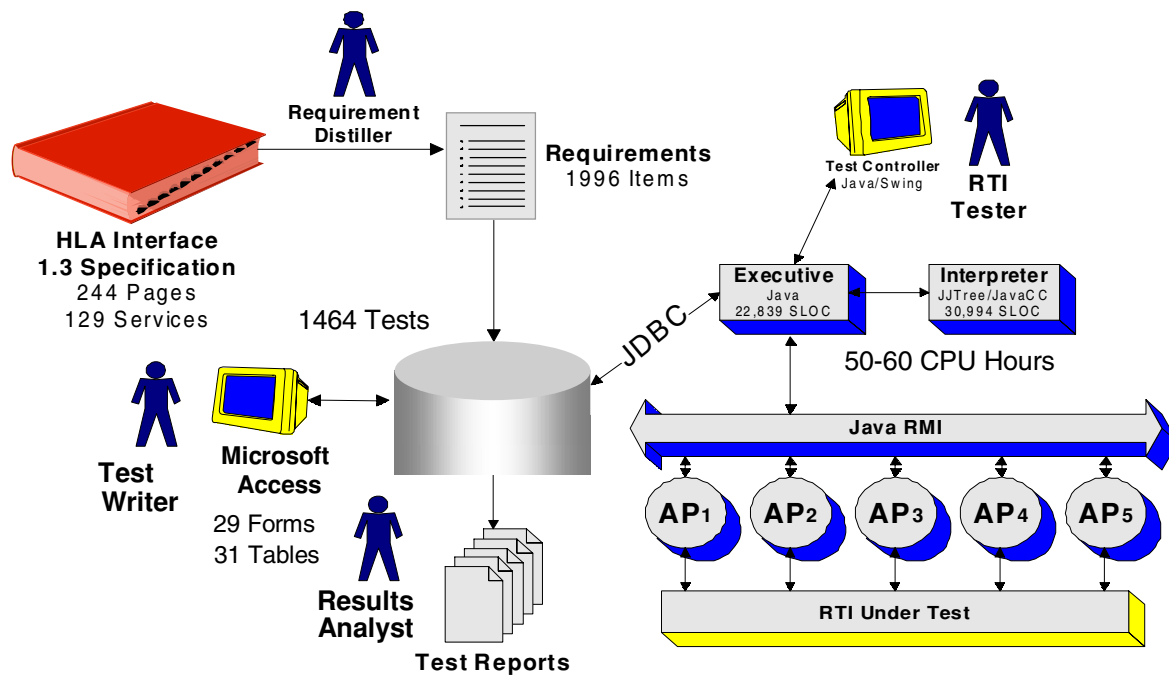 Requirement
Distiller
Requirements
1996 Items
HLA Interface
1.3 Specification
244 Pages
129 Services
1464 Tests
Test
Writer
Microsoft
Access
29 Forms
31 Tables
Results
Analyst
Test Reports
JDBC
Test Controller
Java/Swing
RTI
Tester
Executive
Java
22,839 SLOC
Interpreter
JJTree/JavaCC
30,994 SLOC
50-60 CPU Hours
Java RMI
AP1
AP2
AP3
AP4
AP5
RTI Under Test